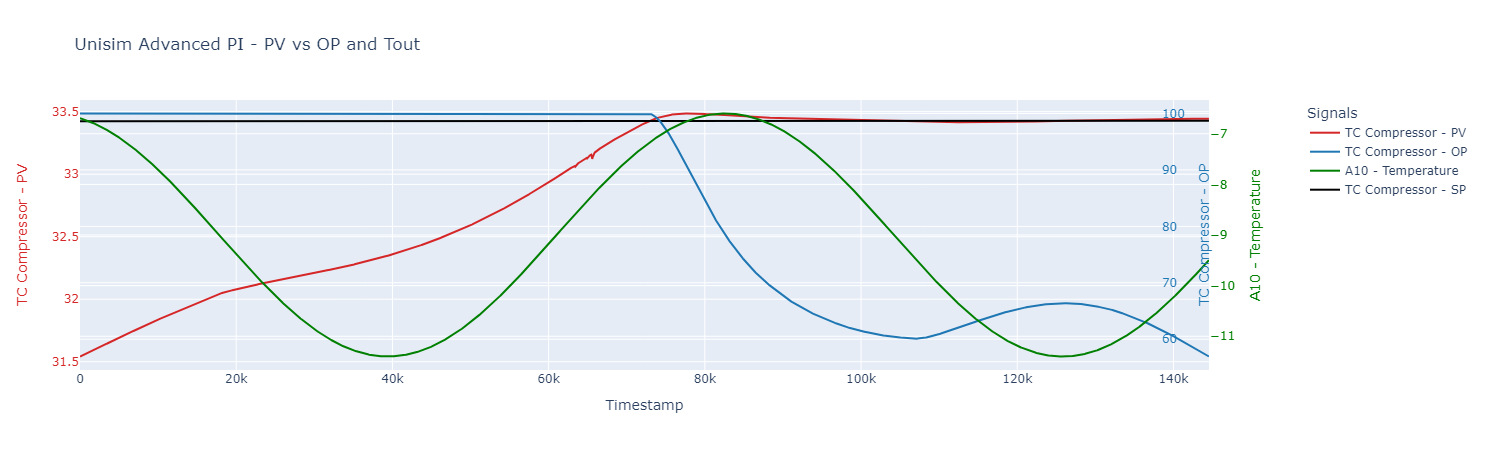 Unisim Advanced PI - PV vs OP and Tout
TC Compressor - PV
33.5
33
32.5
32
31.5
0
20k
40k
60k
80k
100k
120k
140k
Timestamp
100
90
80
70
60
TC Compressor - OP
−7
−8
−9
−10
−11
A10 - Temperature
Signals
TC Compressor - PV
TC Compressor - OP
A10 - Temperature
TC Compressor - SP